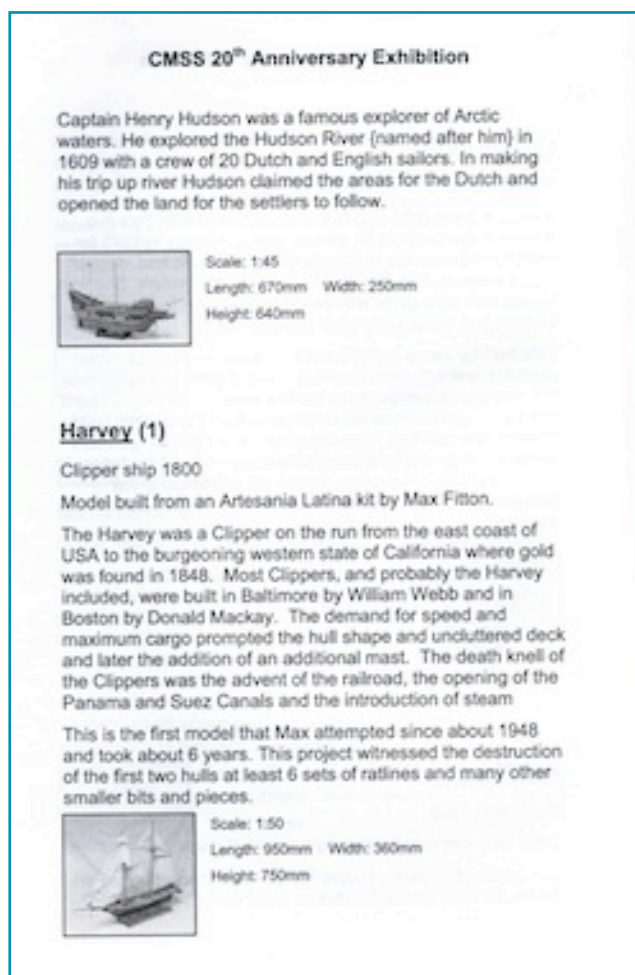 CMSS 20th Anniversary Exhibition
Captain Henry Hudson was a famous explorer of Arctic
waters. He explored the Hudson River {named after him} in
1609 with a crew of 20 Dutch and English sailors. In making
his trip up river Hudson claimed the areas for the Dutch and
opened the land for the settlers to follow.
Scale: 1:45
Length: 670mm Width: 250mm
Height: 640mm
Harvey (1)
Clipper ship 1800
Model built from an Artesania Latina kit by Max Fitton.
The Harvey was a Clipper on the run from the east coast of
USA to the burgeoning western state of California where gold
was found in 1848. Most Clippers, and probably the Harvey
included, were built in Baltimore by William Webb and in
Boston by Donald Mackay. The demand for speed and
maximum cargo prompted the hull shape and uncluttered deck
and later the addition of an additional mast. The death knell of
the Clippers was the advent of the railroad, the opening of the
Panama and Suez Canals and the introduction of steam
This is the first model that Max attempted since about 1948
and took about 6 years. This project witnessed the destruction
of the first two hulls at least 6 sets of ratlines and many other
smaller bits and pieces.
Scale: 1:50
Length: 950mm Width: 360mm
Height: 750mm